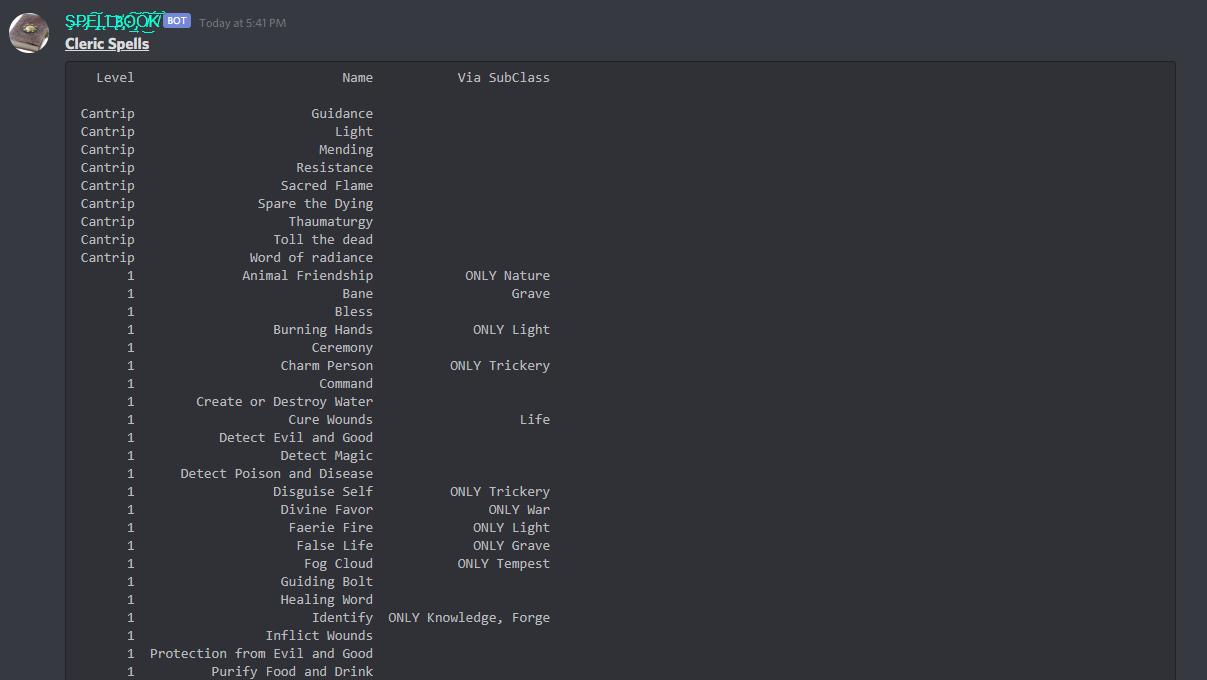 SPELLBOOK BOT Today at 5:41 PM
Cleric Spells
Level Name Via SubClass
Cantrip Guidance
Cantrip Light
Cantrip Mending
Cantrip Resistance
Cantrip Sacred Flame
Cantrip Spare the Dying
Cantrip Thaumaturgy
Cantrip Toll the dead
Cantrip Word of radiance
1 Animal Friendship ONLY Nature
1 Bane Grave
1 Bless
1 Burning Hands ONLY Light
1 Ceremony
1 Charm Person ONLY Trickery
1 Command
1 Create or Destroy Water
1 Cure Wounds Life
1 Detect Evil and Good
1 Detect Magic
1 Detect Poison and Disease
1 Disguise Self ONLY Trickery
1 Divine Favor ONLY War
1 Faerie Fire ONLY Light
1 False Life ONLY Grave
1 Fog Cloud ONLY Tempest
1 Guiding Bolt
1 Healing Word
1 Identify ONLY Knowledge, Forge
1 Inflict Wounds
1 Protection from Evil and Good
1 Purify Food and Drink